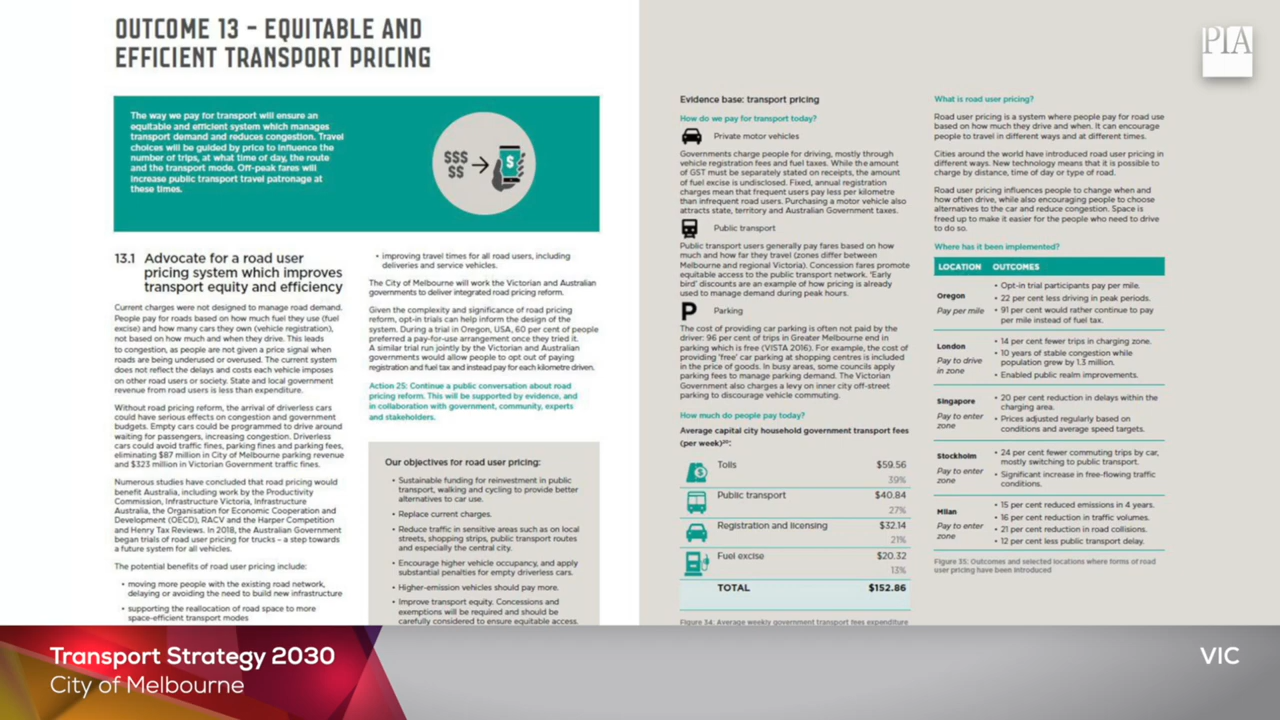 OUTCOME 13 – EQUITABLE AND
EFFICIENT TRANSPORT PRICING
The way we pay for transport will ensure an
equitable and efficient system which manages
transport demand and reduces congestion. Travel
choices will be guided by price to influence the
number of trips, at what time of day, the route
and the transport mode. Off-peak fares will
increase public transport travel patronage at
these times.
$$$
$$
$
13.1 Advocate for a road user
pricing system which improves
transport equity and efficiency
Current charges were not designed to manage road demand.
People pay for roads based on how much fuel they use (fuel
excise) and how many cars they own (vehicle registration),
not based on how much and when they drive. This leads
to congestion, as people are not given a price signal when
roads are being underused or overused. The current system
does not reflect the delays and costs each vehicle imposes
on other road users or society. State and local government
revenue from road users is less than expenditure.
Without road pricing reform, the arrival of driverless cars
could have serious effects on congestion and government
budgets. Empty cars could be programmed to drive around
waiting for passengers, increasing congestion. Driverless
cars could avoid traffic fines, parking fines and parking fees,
eliminating $87 million in City of Melbourne parking revenue
and $323 million in Victorian Government traffic fines.
Numerous studies have concluded that road pricing would
benefit Australia, including work by the Productivity
Commission, Infrastructure Victoria, Infrastructure
Australia, the Organisation for Economic Cooperation and
Development (OECD), RACV and the Harper Competition
and Henry Tax Reviews. In 2018, the Australian Government
began trials of road user pricing for trucks – a step towards
a future system for all vehicles.
The potential benefits of road user pricing include:
• moving more people with the existing road network,
delaying or avoiding the need to build new infrastructure
• supporting the reallocation of road space to more
space-efficient transport modes
• improving travel times for all road users, including
deliveries and service vehicles.
The City of Melbourne will work the Victorian and Australian
governments to deliver integrated road pricing reform.
Given the complexity and significance of road pricing
reform, opt-in trials can help inform the design of the
system. During a trial in Oregon, USA, 60 per cent of people
preferred a pay-for-use arrangement once they tried it.
A similar trial run jointly by the Victorian and Australian
governments would allow people to opt out of paying
registration and fuel tax and instead pay for each kilometre driven.
Action 25: Continue a public conversation about road
pricing reform. This will be supported by evidence, and
in collaboration with government, community, experts
and stakeholders.
Our objectives for road user pricing:
• Sustainable funding for reinvestment in public
transport, walking and cycling to provide better
alternatives to car use.
• Replace current charges.
• Reduce traffic in sensitive areas such as on local
streets, shopping strips, public transport routes
and especially the central city.
• Encourage higher vehicle occupancy, and apply
substantial penalties for empty driverless cars.
• Higher-emission vehicles should pay more.
• Improve transport equity. Concessions and
exemptions will be required and should be
carefully considered to ensure equitable access.
Evidence base: transport pricing
How do we pay for transport today?
Private motor vehicles
Governments charge people for driving, mostly through
vehicle registration fees and fuel taxes. While the amount
of GST must be separately stated on receipts, the amount
of fuel excise is undisclosed. Fixed, annual registration
charges mean that frequent users pay less per kilometre
than infrequent road users. Purchasing a motor vehicle also
attracts state, territory and Australian Government taxes.
Public transport
Public transport users generally pay fares based on how
much and how far they travel (zones differ between
Melbourne and regional Victoria). Concession fares promote
equitable access to the public transport network. 'Early
bird' discounts are an example of how pricing is already
used to manage demand during peak hours.
P Parking
The cost of providing car parking is often not paid by the
driver: 96 per cent of trips in Greater Melbourne end in
parking which is free (VISTA 2016). For example, the cost of
providing 'free' car parking at shopping centres is included
in the price of goods. In busy areas, some councils apply
parking fees to manage parking demand. The Victorian
Government also charges a levy on inner city off-street
parking to discourage vehicle commuting.
How much do people pay today?
Average capital city household government transport fees
(per week)²⁰:
Tolls $59.56
39%
Public transport $40.84
27%
Registration and licensing $32.14
21%
Fuel excise $20.32
13%
TOTAL $152.86
Figure 34: Average weekly government transport fees expenditure
What is road user pricing?
Road user pricing is a system where people pay for road use
based on how much they drive and when. It can encourage
people to travel in different ways and at different times.
Cities around the world have introduced road user pricing in
different ways. New technology means that it is possible to
charge by distance, time of day or type of road.
Road user pricing influences people to change when and
how often drive, while also encouraging people to choose
alternatives to the car and reduce congestion. Space is
freed up to make it easier for the people who need to drive
to do so.
Where has it been implemented?
LOCATION OUTCOMES
Oregon
Pay per mile
• Opt-in trial participants pay per mile.
• 22 per cent less driving in peak periods.
• 91 per cent would rather continue to pay
per mile instead of fuel tax.
London
Pay to drive
in zone
• 14 per cent fewer trips in charging zone.
• 10 years of stable congestion while
population grew by 1.3 million.
• Enabled public realm improvements.
Singapore
Pay to enter
zone
• 20 per cent reduction in delays within the
charging area.
• Prices adjusted regularly based on
conditions and average speed targets.
Stockholm
Pay to enter
zone
• 24 per cent fewer commuting trips by car,
mostly switching to public transport.
• Significant increase in free-flowing traffic
conditions.
Milan
Pay to enter
zone
• 15 per cent reduced emissions in 4 years.
• 16 per cent reduction in traffic volumes.
• 21 per cent reduction in road collisions.
• 12 per cent less public transport delay.
Figure 35: Outcomes and selected locations where forms of road
user pricing have been introduced
PIA
Transport Strategy 2030
City of Melbourne
VIC